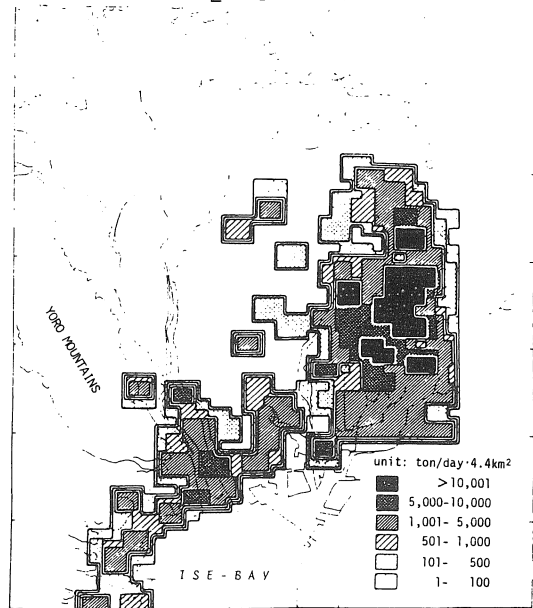 YORO MOUNTAINS
unit: ton/day·4.4km²
>10,001
5,000-10,000
1,001- 5,000
501- 1,000
101- 500
1- 100
ISE-BAY